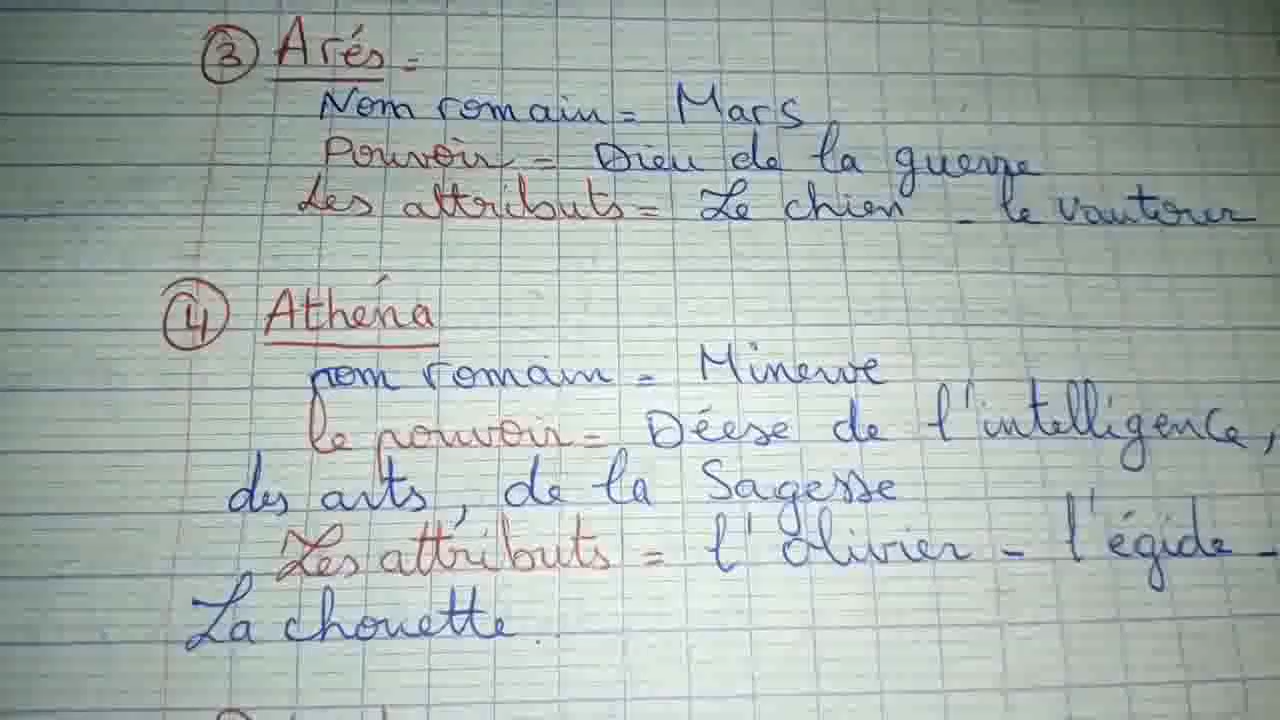 ③ Arés =
Nom romain = Mars
Pouvoir = Dieu de la guerre
Les attributs = Le chien - le vautour
④ Athéna
nom romain = Minerve
le pouvoir = Déese de l'intelligence,
des arts, de la Sagesse
Les attributs = l'olivier - l'égide -
La chouette.